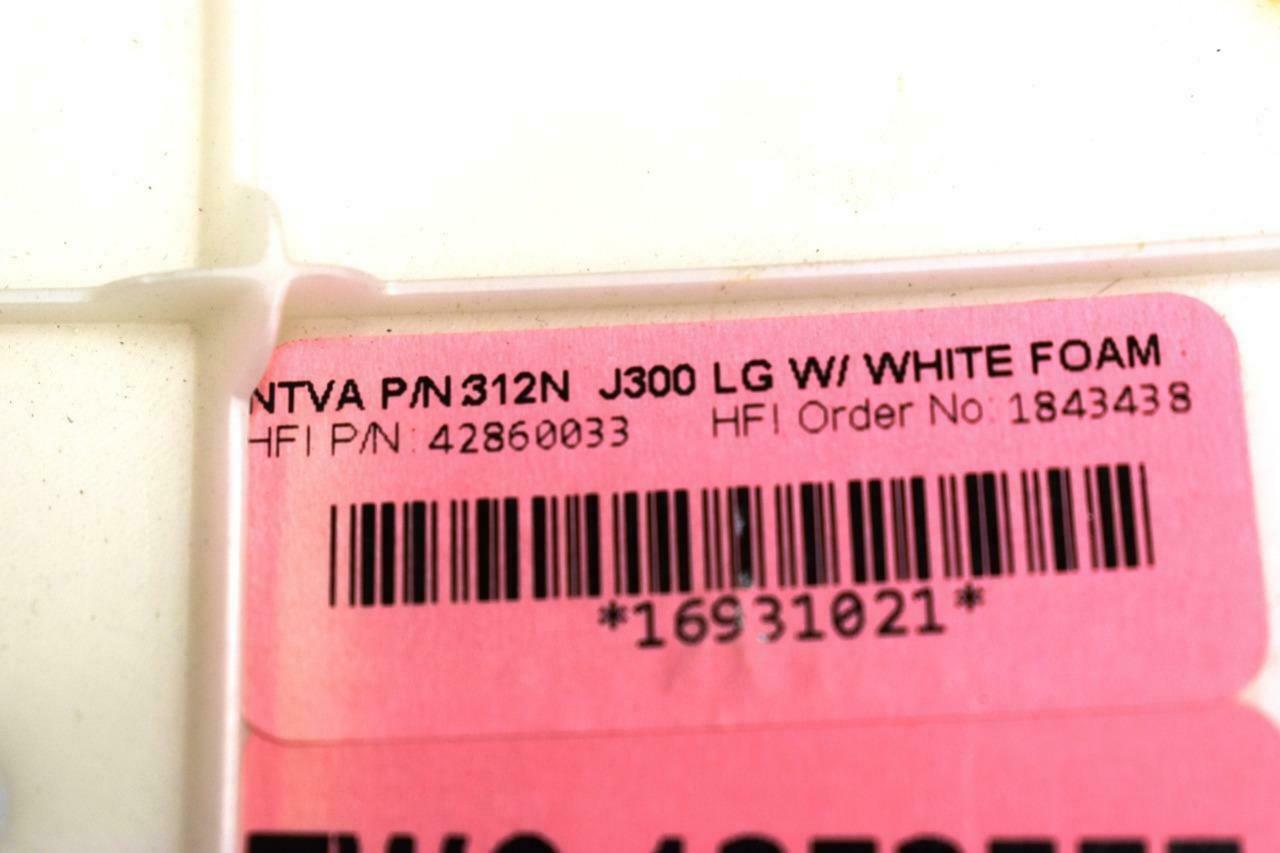 NTVA P/N:312N J300 LG W/ WHITE FOAM
HFI P/N: 42860033 HFI Order No: 1843438
*16931021*